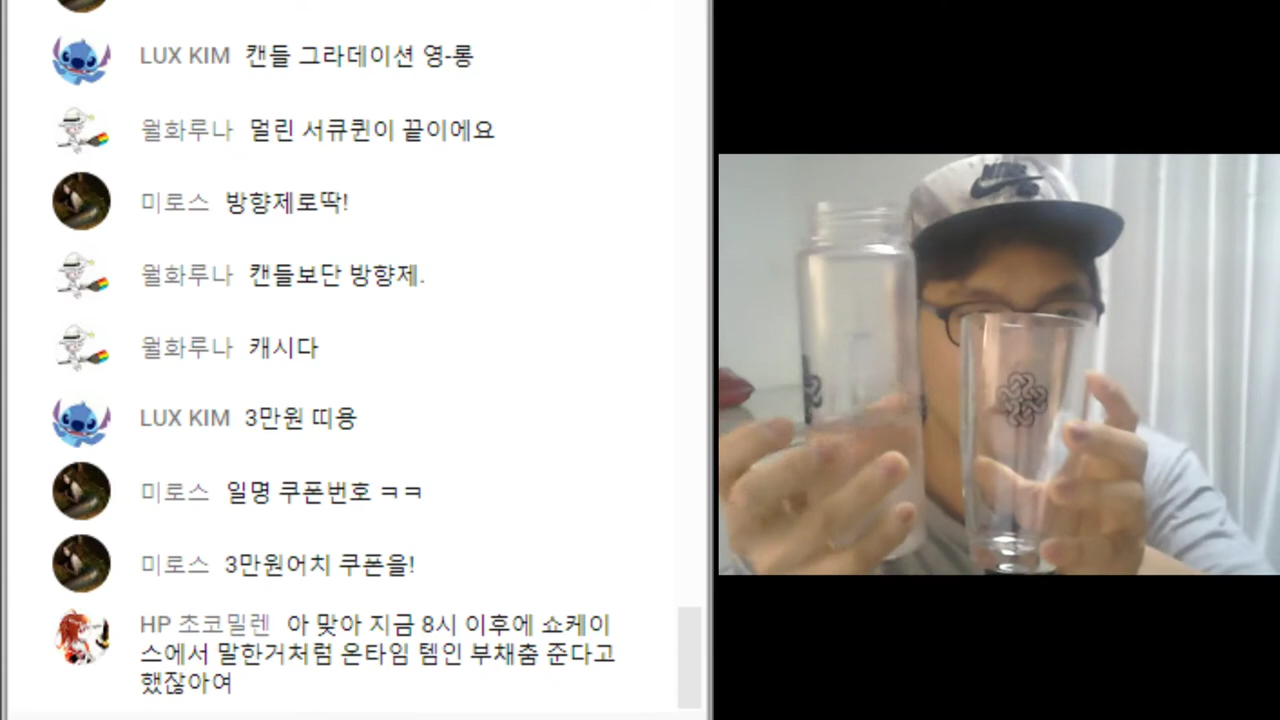 LUX KIM 캔들 그라데이션 영-롱
월화루나 멀린 서큐퀸이 끝이에요
미로스 방향제로딱!
월화루나 캔들보단 방향제.
월화루나 캐시다
LUX KIM 3만원 띠용
미로스 일명 쿠폰번호 ㅋㅋ
미로스 3만원어치 쿠폰을!
HP 초코밀렌 아 맞아 지금 8시 이후에 쇼케이
스에서 말한거처럼 온타임 템인 부채춤 준다고
했잖아여
NIKE